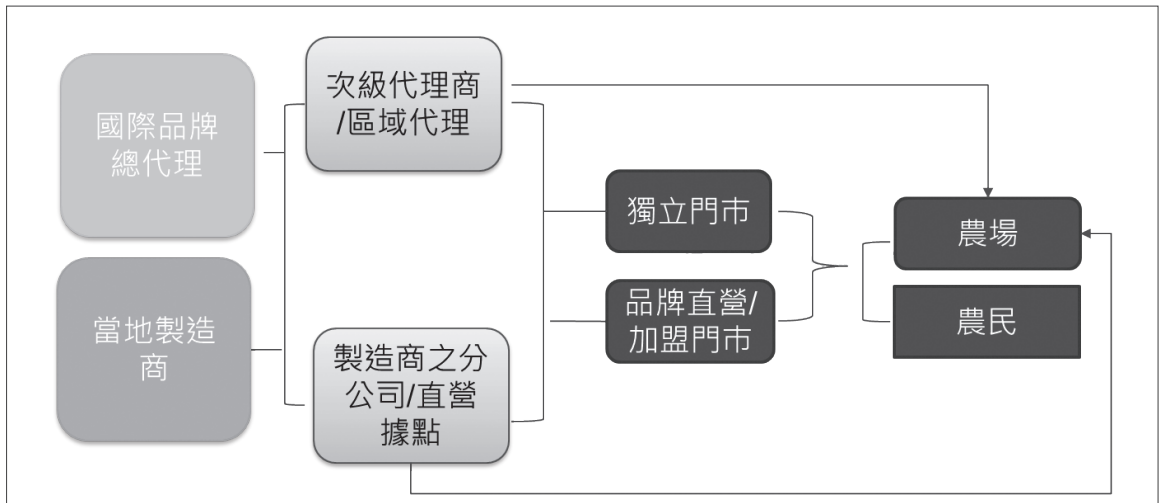 國際品牌
總代理
當地製造
商
次級代理商
/區域代理
製造商之分
公司/直營
據點
獨立門市
品牌直營/
加盟門市
農場
農民